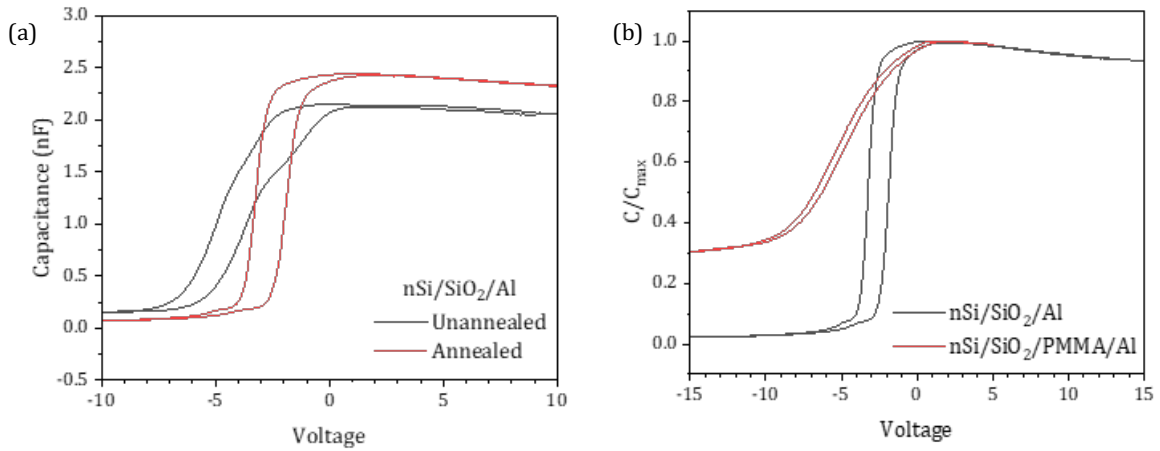 (a)
3.0
2.5
2.0
1.5
1.0
0.5
0.0
-0.5
Capacitance (nF)
nSi/SiO₂/Al
Unannealed
Annealed
-10
-5
0
5
10
Voltage
(b)
1.0
0.8
0.6
0.4
0.2
0.0
C/Cₘₐₓ
nSi/SiO₂/Al
nSi/SiO₂/PMMA/Al
-15
-10
-5
0
5
10
15
Voltage